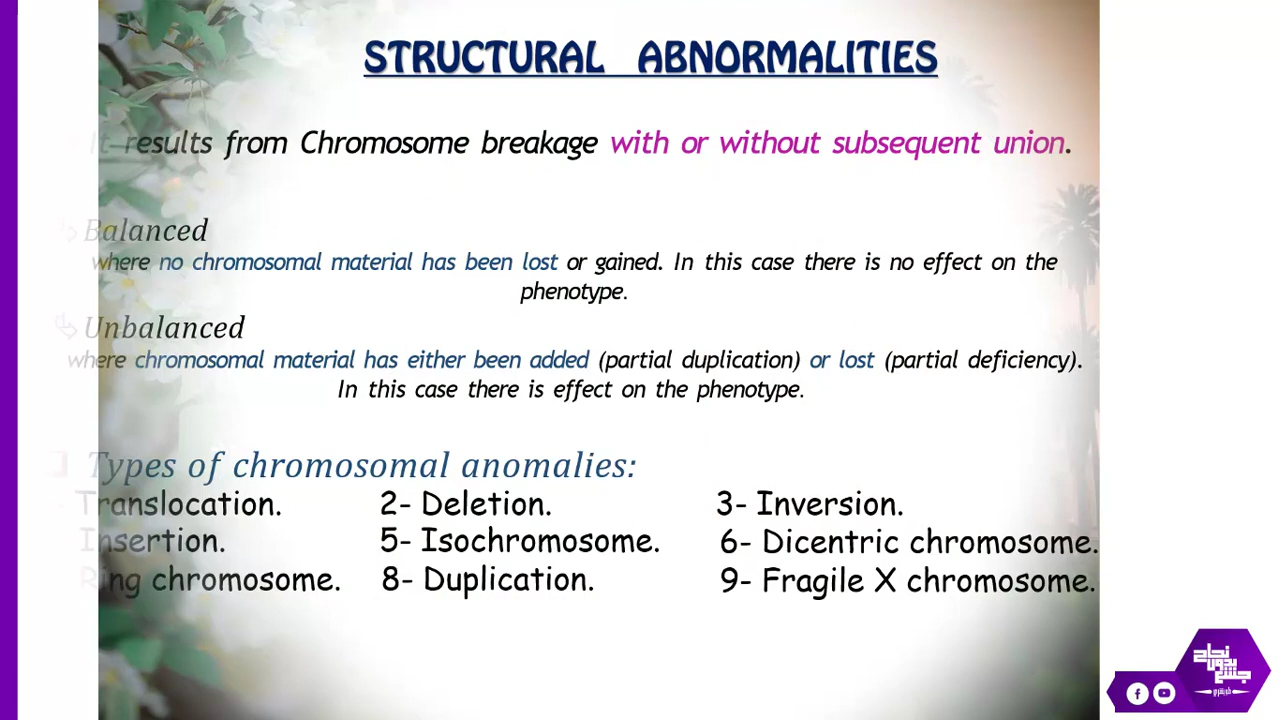 STRUCTURAL ABNORMALITIES
It results from Chromosome breakage with or without subsequent union.
Balanced
where no chromosomal material has been lost or gained. In this case there is no effect on the
phenotype.
Unbalanced
where chromosomal material has either been added (partial duplication) or lost (partial deficiency).
In this case there is effect on the phenotype.
Types of chromosomal anomalies:
Translocation. 2- Deletion. 3- Inversion.
Insertion. 5- Isochromosome. 6- Dicentric chromosome.
Ring chromosome. 8- Duplication. 9- Fragile X chromosome.
نجاح
بدون
جشع